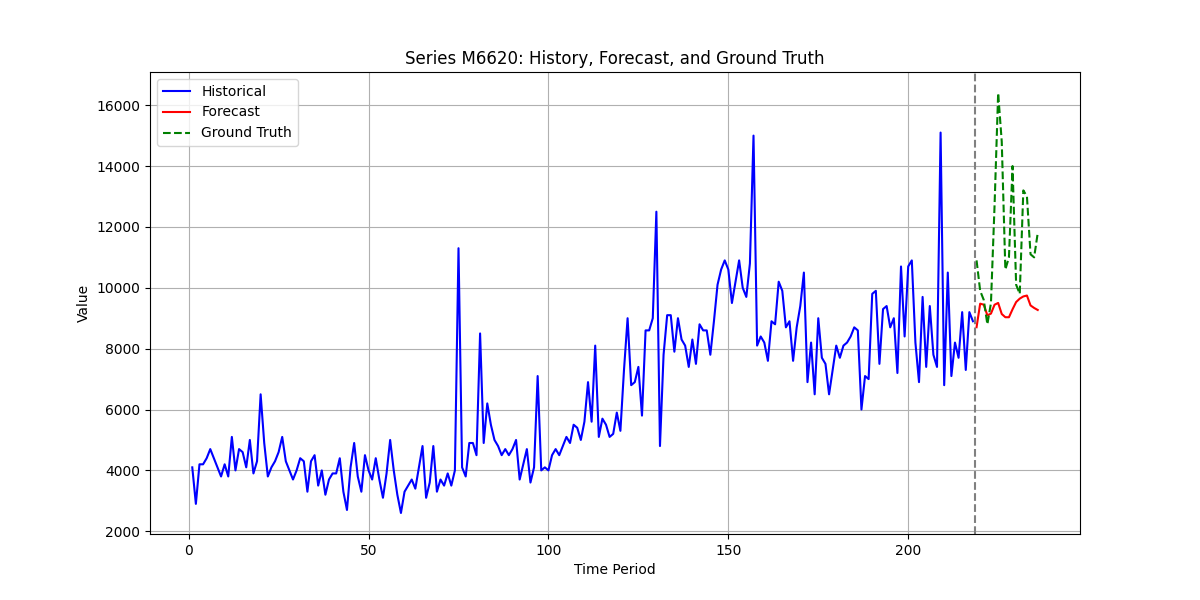 Series M6620: History, Forecast, and Ground Truth
Historical
Forecast
Ground Truth
16000
14000
12000
10000
8000
6000
4000
2000
Value
0
50
100
150
200
Time Period